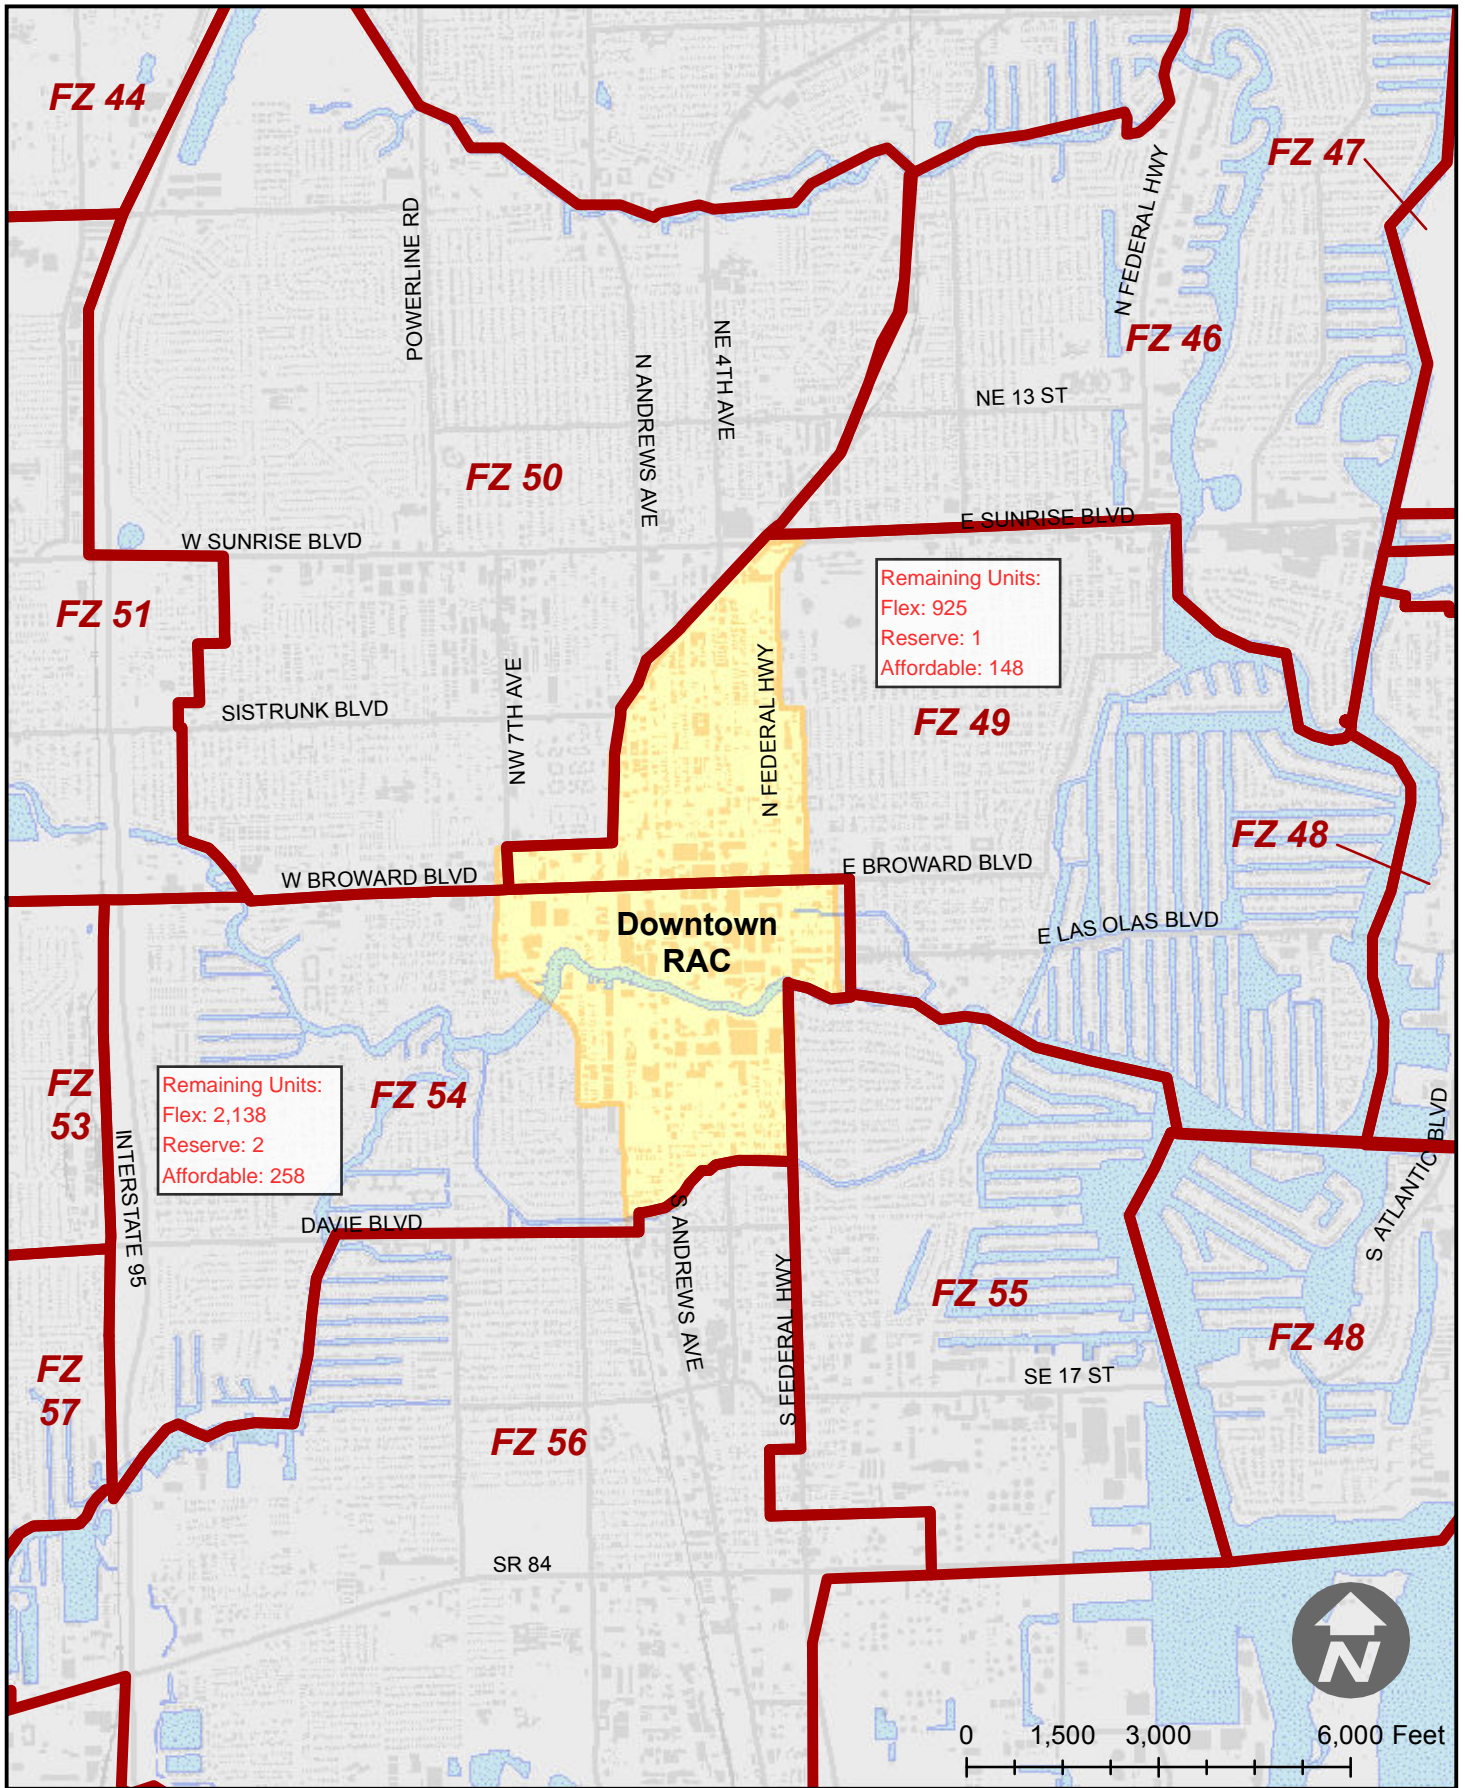 FZ 44
FZ 47
POWERLINE RD
N FEDERAL HWY
NE 4TH AVE
FZ 46
N ANDREWS AVE
NE 13 ST
FZ 50
E SUNRISE BLVD
W SUNRISE BLVD
Remaining Units:
Flex: 925
Reserve: 1
Affordable: 148
FZ 51
NW 7TH AVE
N FEDERAL HWY
SISTRUNK BLVD
FZ 49
FZ 48
W BROWARD BLVD
E BROWARD BLVD
Downtown
RAC
E LAS OLAS BLVD
FZ
53
Remaining Units:
Flex: 2,138
Reserve: 2
Affordable: 258
FZ 54
INTERSTATE 95
S ATLANTIC BLVD
DAVIE BLVD
S ANDREWS AVE
S FEDERAL HWY
FZ 55
FZ 48
FZ
57
SE 17 ST
FZ 56
SR 84
N
0 1,500 3,000 6,000 Feet